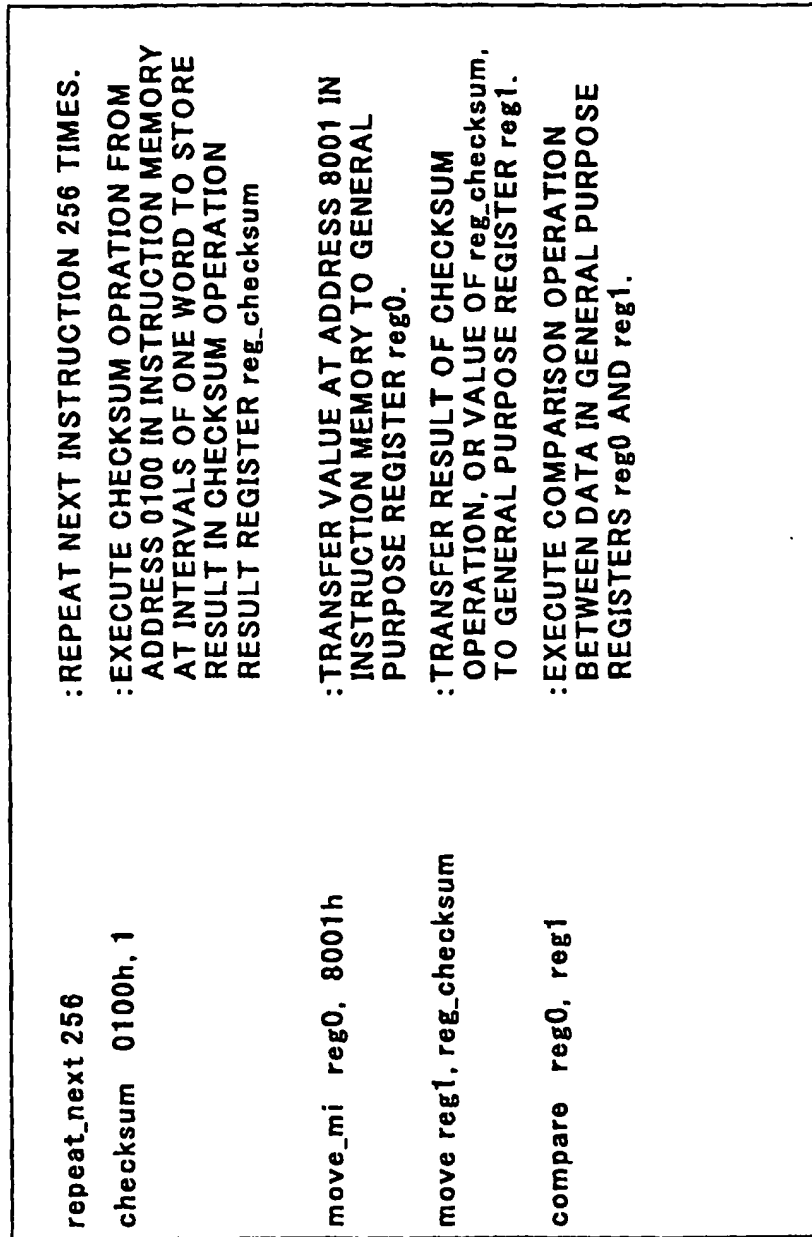 repeat_next 256 :REPEAT NEXT INSTRUCTION 256 TIMES.
checksum 0100h, 1 :EXECUTE CHECKSUM OPRATION FROM
ADDRESS 0100 IN INSTRUCTION MEMORY
AT INTERVALS OF ONE WORD TO STORE
RESULT IN CHECKSUM OPERATION
RESULT REGISTER reg_checksum
move_mi reg0, 8001h :TRANSFER VALUE AT ADDRESS 8001 IN
INSTRUCTION MEMORY TO GENERAL
PURPOSE REGISTER reg0.
move reg1, reg_checksum :TRANSFER RESULT OF CHECKSUM
OPERATION, OR VALUE OF reg_checksum,
TO GENERAL PURPOSE REGISTER reg1.
compare reg0, reg1 :EXECUTE COMPARISON OPERATION
BETWEEN DATA IN GENERAL PURPOSE
REGISTERS reg0 AND reg1.